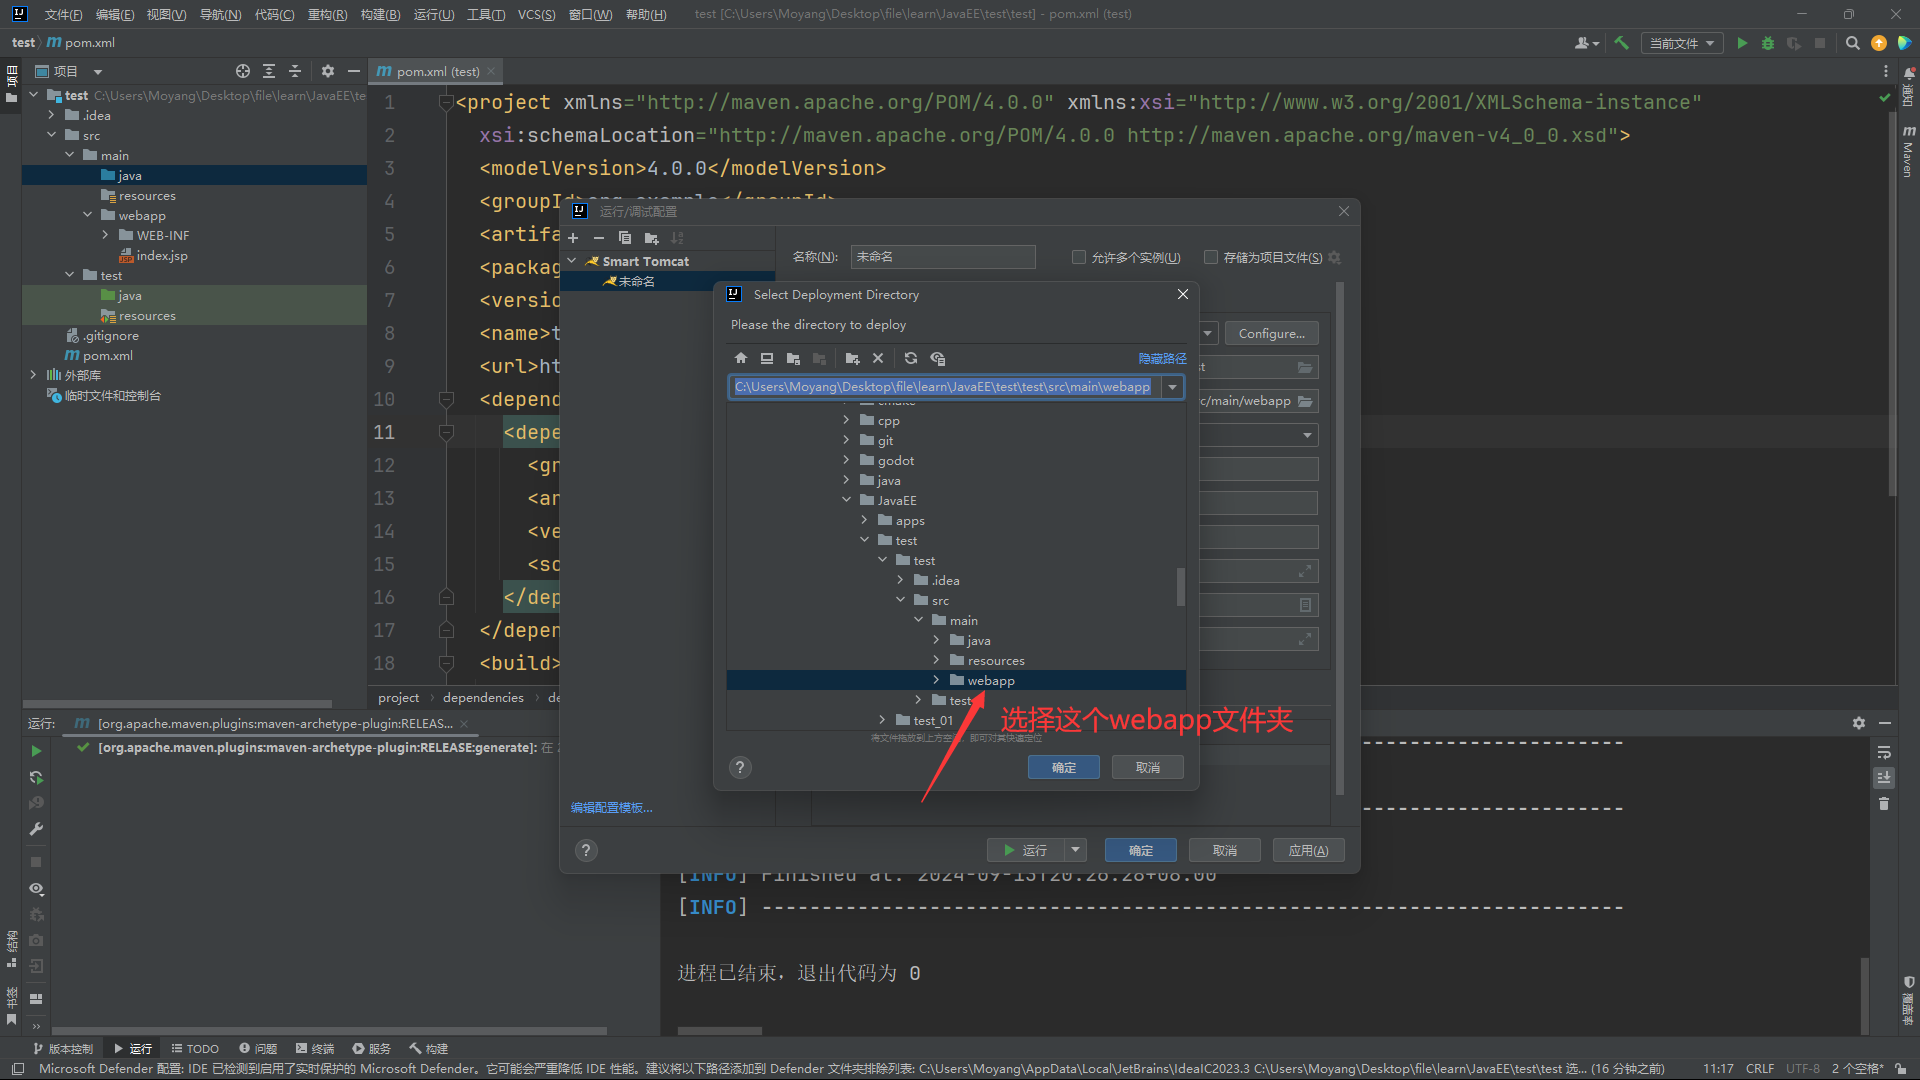 文件(F) 编辑(E) 视图(V) 导航(N) 代码(C) 重构(R) 构建(B) 运行(U) 工具(T) VCS(S) 窗口(W) 帮助(H) test [C:\Users\Moyang\Desktop\file\learn\JavaEE\test\test] - pom.xml (test)
test pom.xml
当前文件
项目
项目
pom.xml (test)
通知
Maven
test C:\Users\Moyang\Desktop\file\learn\JavaEE\te
.idea
src
main
java
resources
webapp
WEB-INF
index.jsp
test
java
resources
.gitignore
pom.xml
外部库
临时文件和控制台
1 <project xmlns="http://maven.apache.org/POM/4.0.0" xmlns:xsi="http://www.w3.org/2001/XMLSchema-instance"
2 xsi:schemaLocation="http://maven.apache.org/POM/4.0.0 http://maven.apache.org/maven-v4_0_0.xsd">
3 <modelVersion>4.0.0</modelVersion>
4 <groupI
5 <artifa
6 <packag
7 <versio
8 <name>t
9 <url>ht
10 <depend
11 <depe
12 <gr
13 <ar
14 <ve
15 <sc
16 </dep
17 </depen
18 <build>
project dependencies de
运行/调试配置
Smart Tomcat
未命名
名称(N): 未命名 允许多个实例(U) 存储为项目文件(S)
Configure...
st
c/main/webapp
编辑配置模板...
运行 确定 取消 应用(A)
Select Deployment Directory
Please the directory to deploy
隐藏路径
C:\Users\Moyang\Desktop\file\learn\JavaEE\test\test\src\main\webapp
cmake
cpp
git
godot
java
JavaEE
apps
test
test
.idea
src
main
java
resources
webapp
test
test_01
选择这个webapp文件夹
将文件拖放到上方空 即可对其快速定位
? 确定 取消
?
运行: [org.apache.maven.plugins:maven-archetype-plugin:RELEAS...
[org.apache.maven.plugins:maven-archetype-plugin:RELEASE:generate]: 在
------------------------
------------------------
[INFO] Finished at: 2024-09-13T20:26:28+08:00
[INFO] ------------------------------------------------------------------------
进程已结束，退出代码为 0
结构
书签
覆盖率
版本控制 运行 TODO 问题 终端 服务 构建
Microsoft Defender 配置: IDE 已检测到启用了实时保护的 Microsoft Defender。它可能会严重降低 IDE 性能。建议将以下路径添加到 Defender 文件夹排除列表: C:\Users\Moyang\AppData\Local\JetBrains\IdeaIC2023.3 C:\Users\Moyang\Desktop\file\learn\JavaEE\test\test 选... (16 分钟之前) 11:17 CRLF UTF-8 2 个空格*